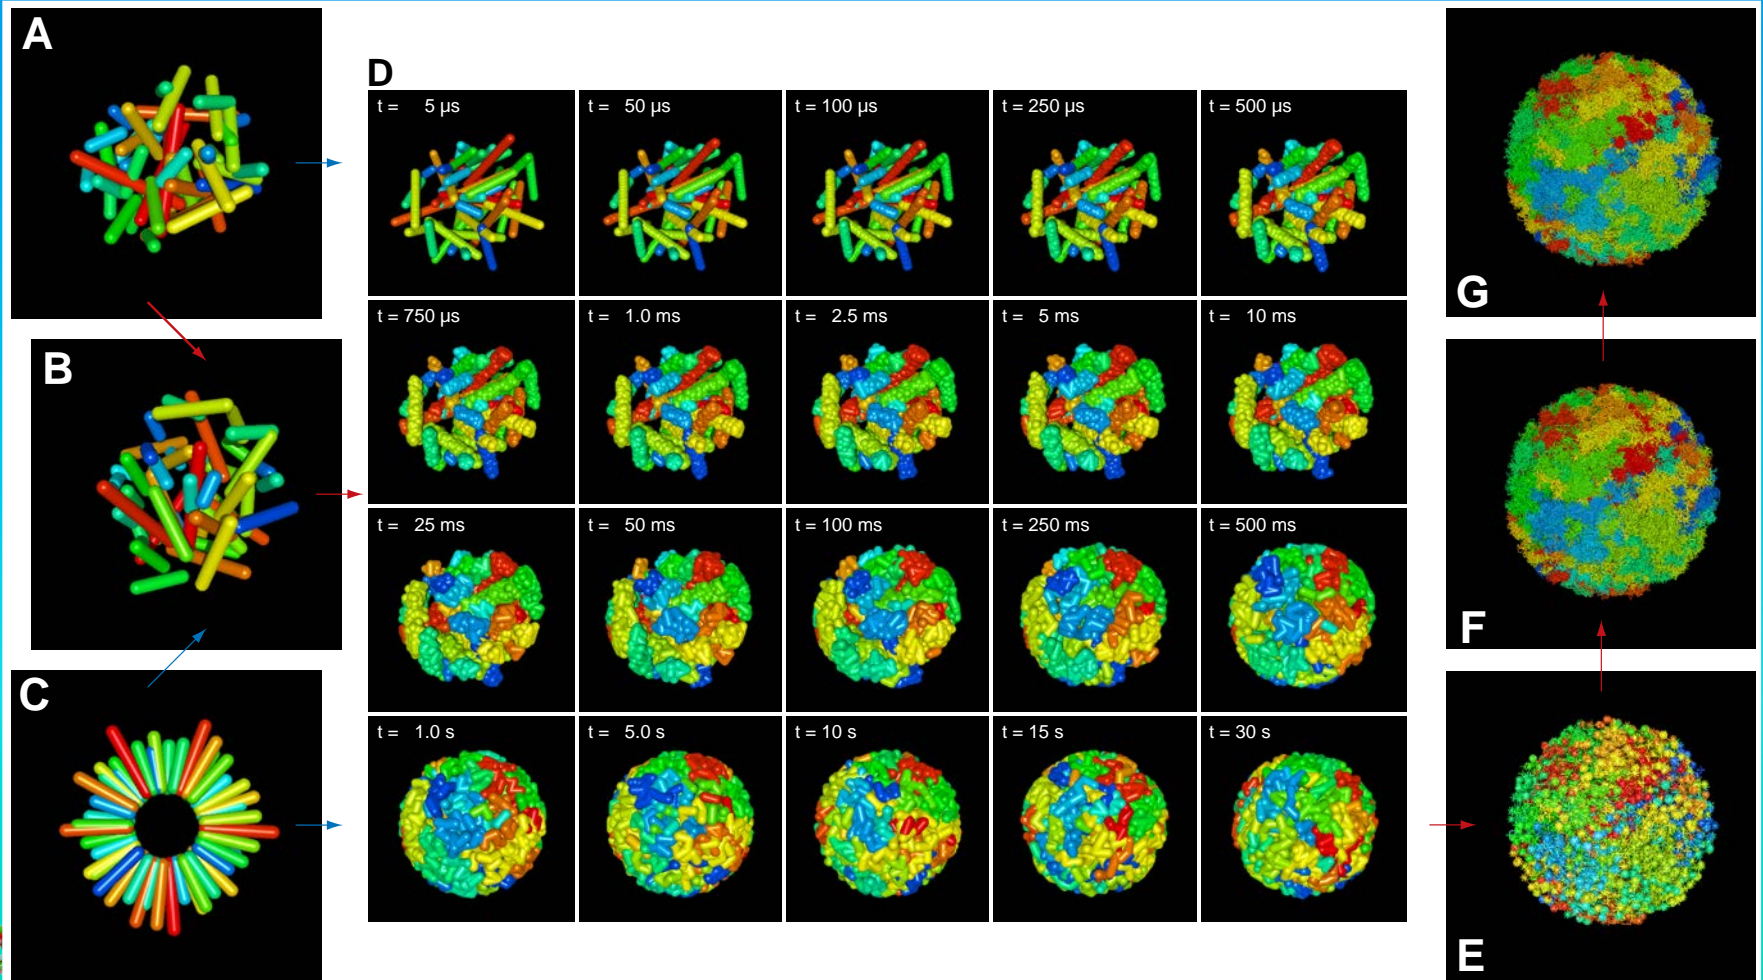 A
B
C
D
t = 5 µs
t = 50 µs
t = 100 µs
t = 250 µs
t = 500 µs
t = 750 µs
t = 1.0 ms
t = 2.5 ms
t = 5 ms
t = 10 ms
t = 25 ms
t = 50 ms
t = 100 ms
t = 250 ms
t = 500 ms
t = 1.0 s
t = 5.0 s
t = 10 s
t = 15 s
t = 30 s
G
F
E